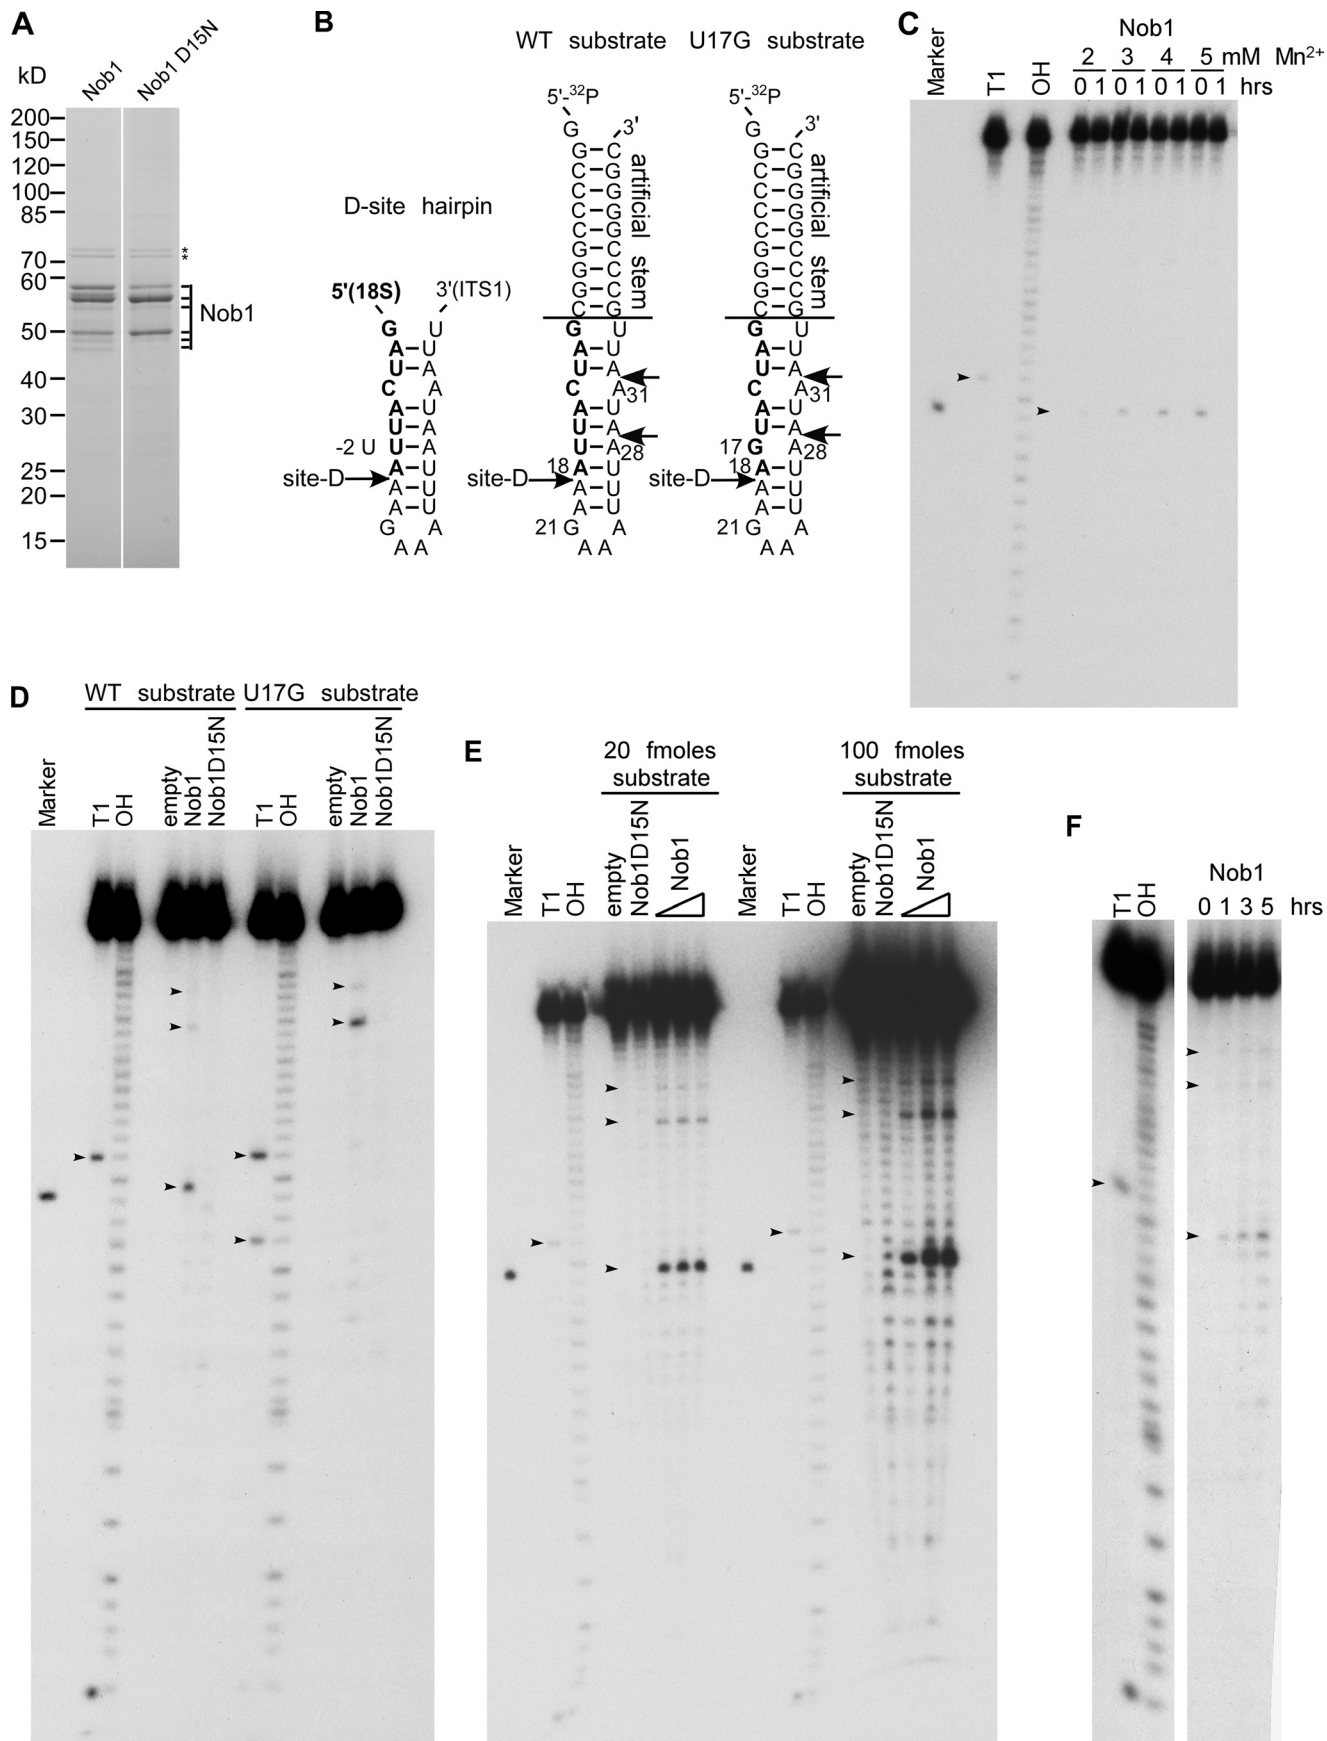 A
kD
Nob1
Nob1 D15N
200
150
120
100
85
70
60
50
40
30
25
20
15
*
*
Nob1
B
WT substrate
U17G substrate
D-site hairpin
5'(18S)
3'(ITS1)
G U
A U
U A
C A
A U
U A
-2 U U A
site-D A U
A U
A U
G A
A A
5'-32P
G 3'
G C
C G
C G
C G
C G
G C
G C
G C
C G
artificial stem
G U
A U
U A
C A 31
A U
U A
U A 28
site-D 18 A U
A U
A U
21 G A
A A
5'-32P
G 3'
G C
C G
C G
C G
C G
G C
G C
G C
C G
artificial stem
G U
A U
U A
C A 31
A U
U A
17 G A 28
site-D 18 A U
A U
A U
21 G A
A A
C
Nob1
Marker
T1
OH
2 3 4 5 mM Mn2+
0 1 0 1 0 1 0 1 hrs
D
WT substrate
U17G substrate
Marker
T1
OH
empty
Nob1
Nob1D15N
T1
OH
empty
Nob1
Nob1D15N
E
20 fmoles
substrate
100 fmoles
substrate
Marker
T1
OH
empty
Nob1D15N
Nob1
Marker
T1
OH
empty
Nob1D15N
Nob1
F
Nob1
T1
OH
0 1 3 5 hrs